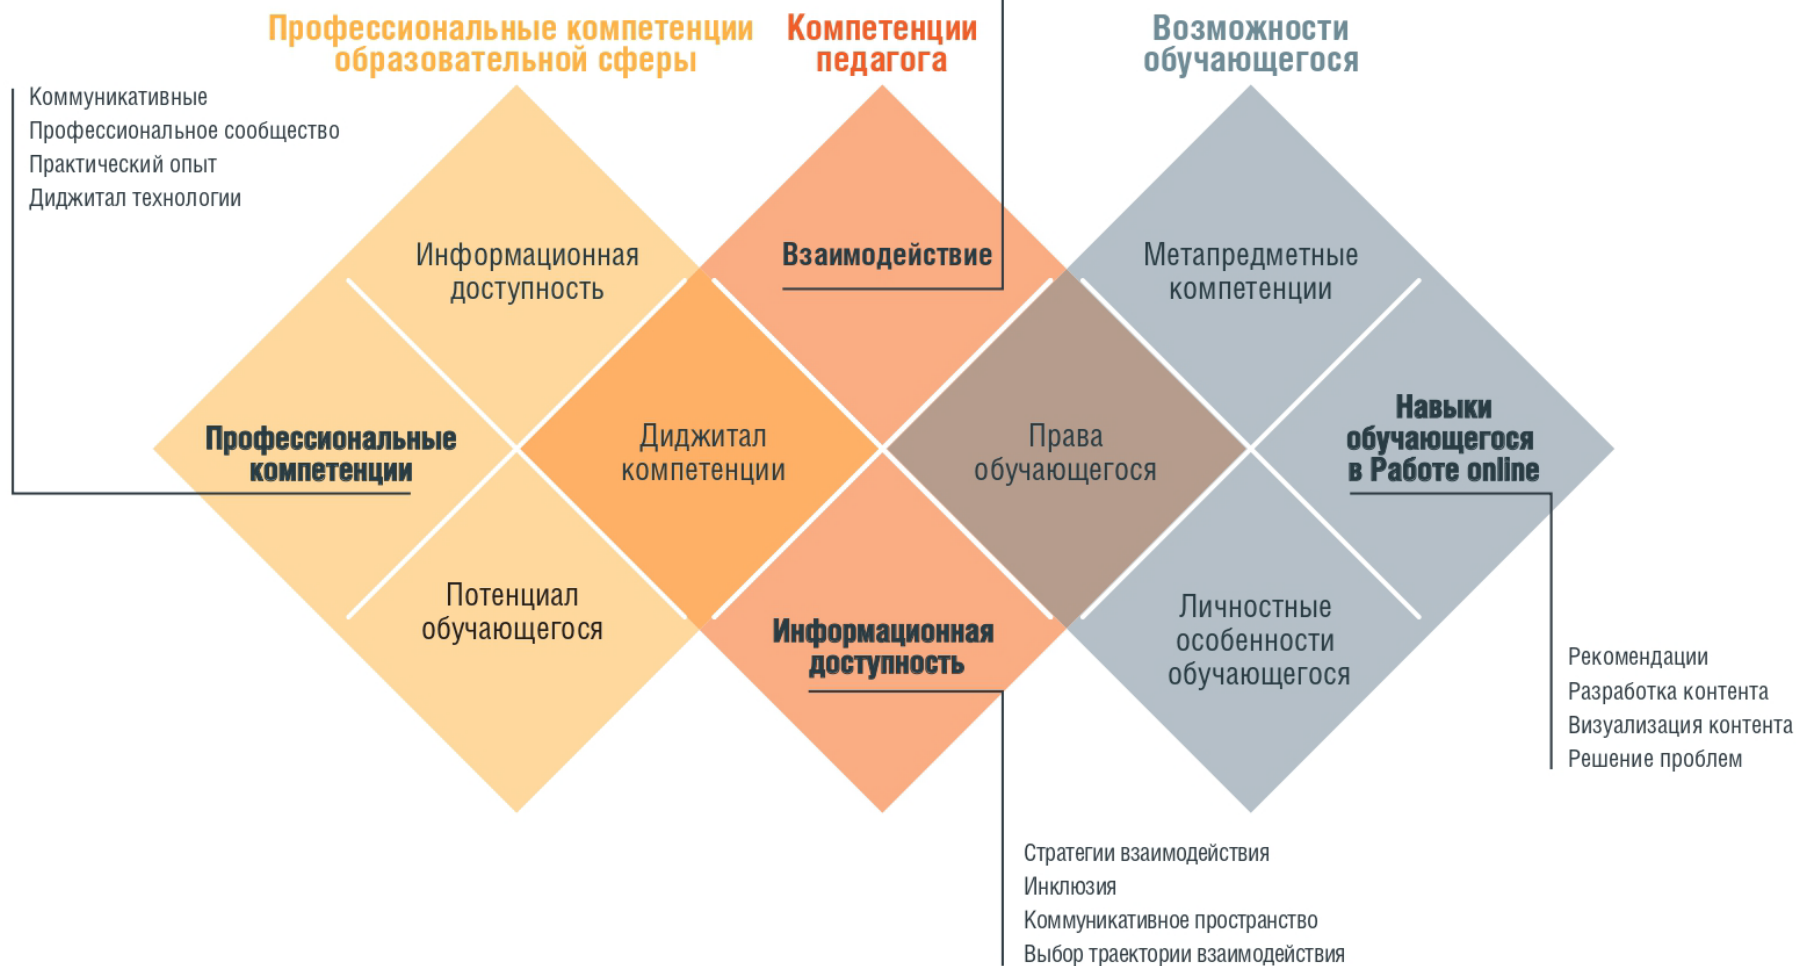 Профессиональные компетенции
образовательной сферы
Компетенции
педагога
Возможности
обучающегося
Коммуникативные
Профессиональное сообщество
Практический опыт
Диджитал технологии
Информационная
доступность
Взаимодействие
Метапредметные
компетенции
Профессиональные
компетенции
Диджитал
компетенции
Права
обучающегося
Навыки
обучающегося
в Работе online
Потенциал
обучающегося
Информационная
доступность
Личностные
особенности
обучающегося
Рекомендации
Разработка контента
Визуализация контента
Решение проблем
Стратегии взаимодействия
Инклюзия
Коммуникативное пространство
Выбор траектории взаимодействия